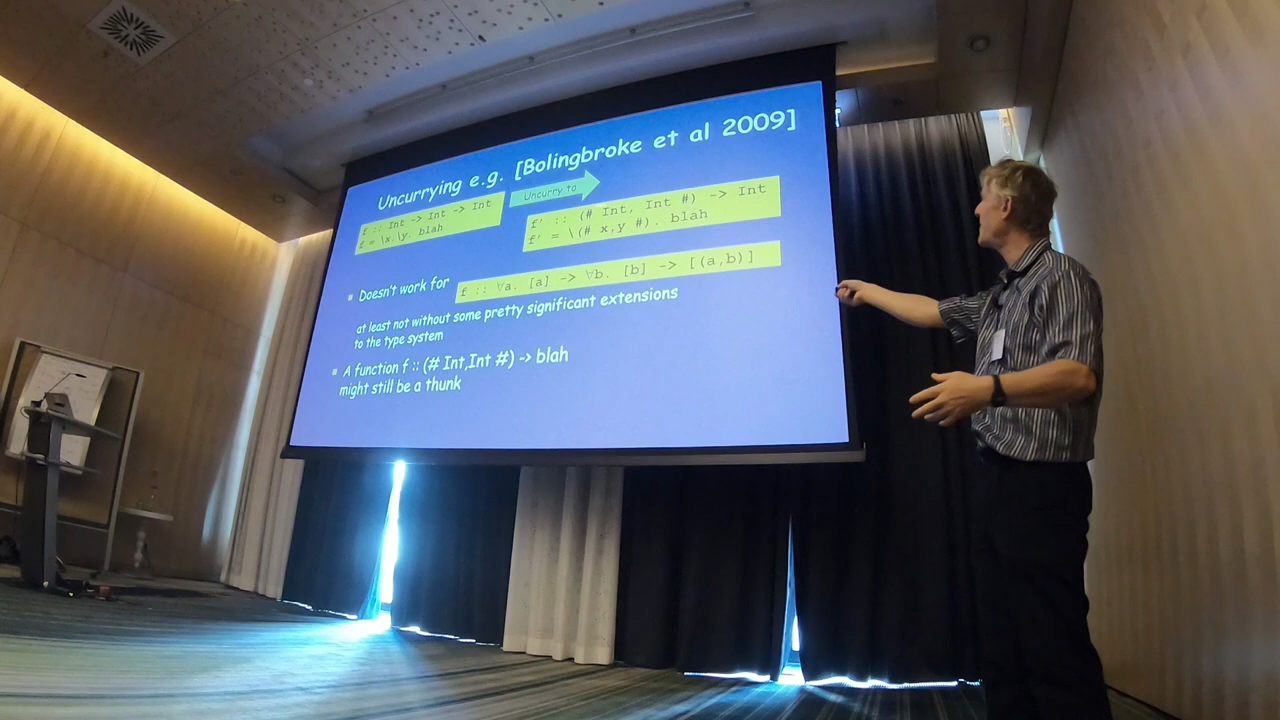 Uncurrying e.g. [Bolingbroke et al 2009]
f :: Int -> Int -> Int
f = \x.\y. blah
Uncurry to
f' :: (# Int, Int #) -> Int
f' = \(# x,y #). blah
▪ Doesn't work for
f :: ∀a. [a] -> ∀b. [b] -> [(a,b)]
at least not without some pretty significant extensions
to the type system
▪ A function f :: (# Int,Int #) -> blah
might still be a thunk